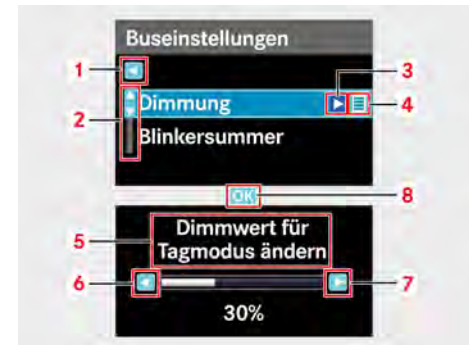 Buseinstellungen
1
3
Dimmung
4
2
Blinkersummer
OK
8
Dimmwert für
Tagmodus ändern
5
6
7
30%